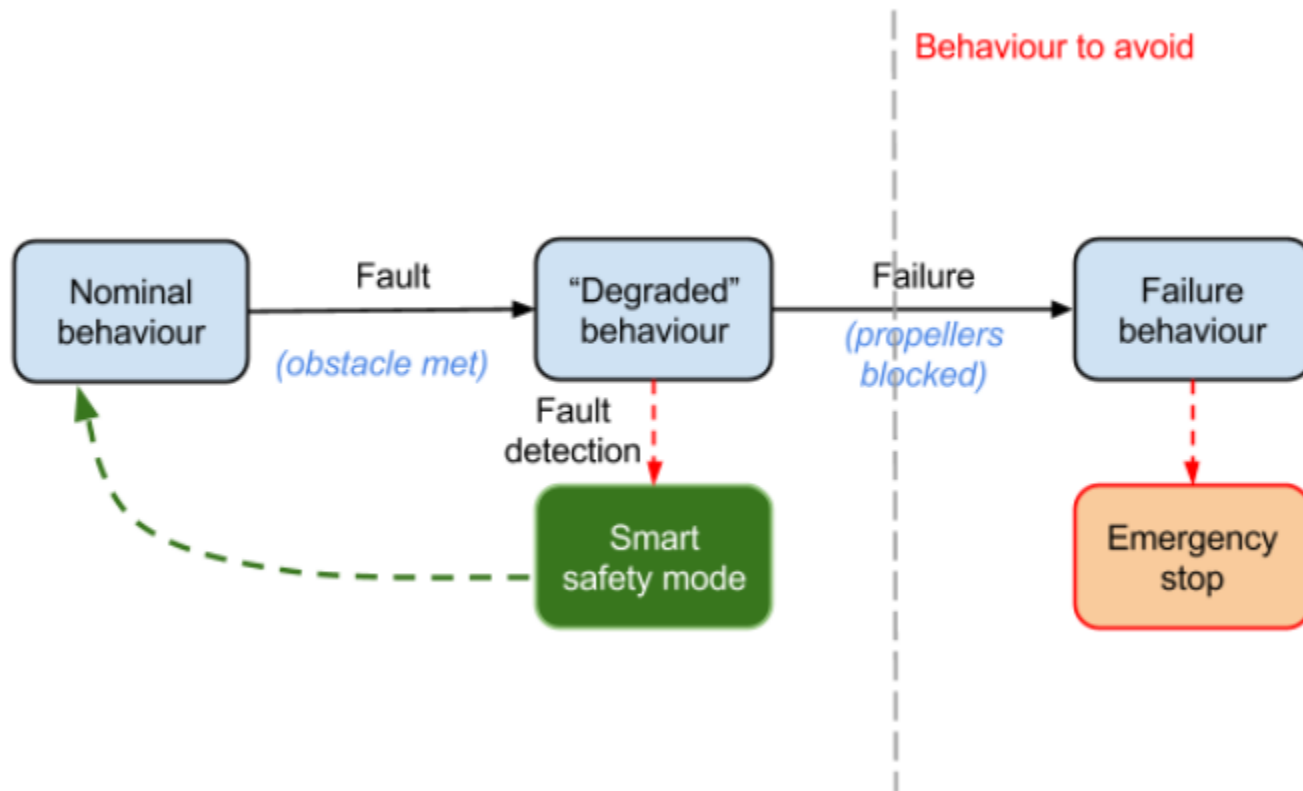 Behaviour to avoid
Nominal
behaviour
Fault
(obstacle met)
“Degraded”
behaviour
Failure
(propellers
blocked)
Failure
behaviour
Fault
detection
Smart
safety mode
Emergency
stop